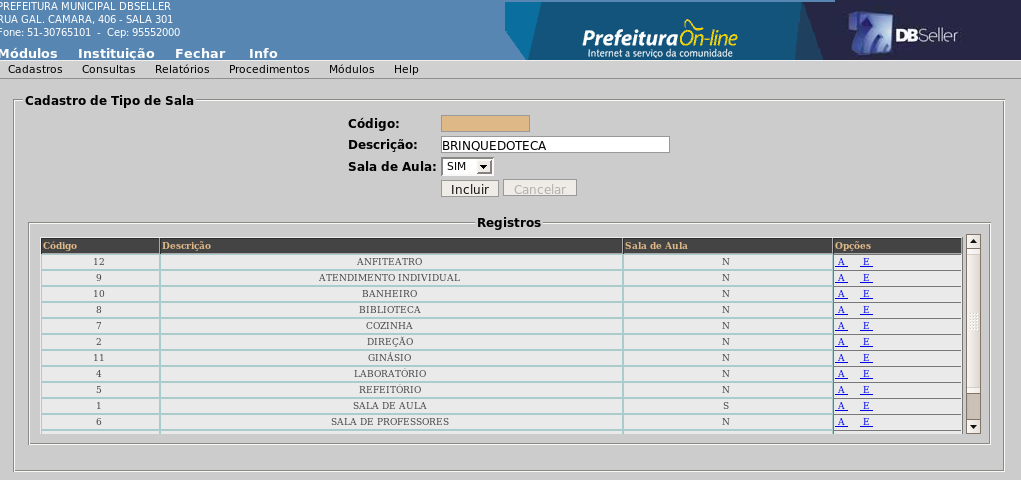 PREFEITURA MUNICIPAL DBSELLER
RUA GAL. CAMARA, 406 - SALA 301
Fone: 51-30765101 - Cep: 95552000
Prefeitura On-line
Internet a serviço da comunidade
DBSeller
Módulos Instituição Fechar Info
Cadastros Consultas Relatórios Procedimentos Módulos Help
Cadastro de Tipo de Sala
Código:
Descrição: BRINQUEDOTECA
Sala de Aula: SIM
Incluir Cancelar
Registros
Código Descrição Sala de Aula Opções
12 ANFITEATRO N A E
9 ATENDIMENTO INDIVIDUAL N A E
10 BANHEIRO N A E
8 BIBLIOTECA N A E
7 COZINHA N A E
2 DIREÇÃO N A E
11 GINÁSIO N A E
4 LABORATÓRIO N A E
5 REFEITÓRIO N A E
1 SALA DE AULA S A E
6 SALA DE PROFESSORES N A E